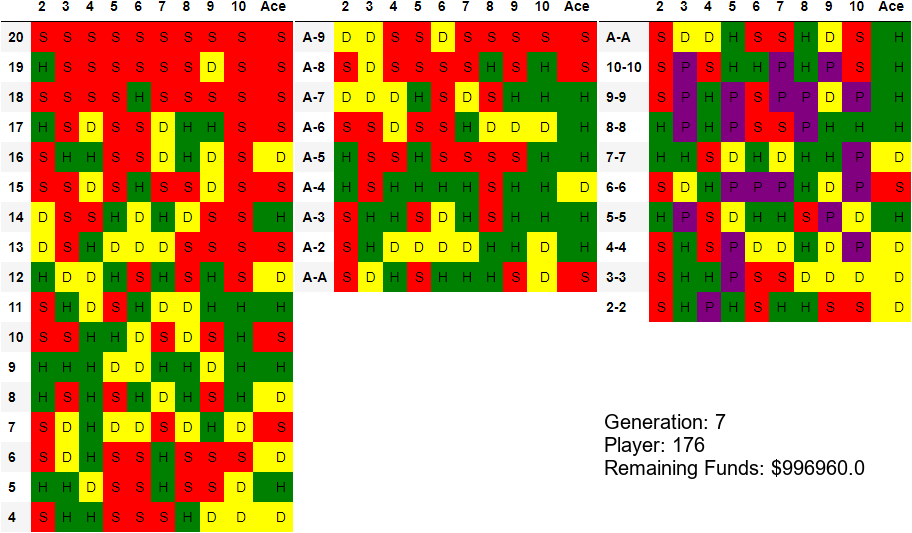 2 3 4 5 6 7 8 9 10 Ace
20 S S S S S S S S S S
19 H S S S S S S D S S
18 S S S S H S S S S S
17 H S D S S D H H S S
16 S H H S S D H D S D
15 S S D S H S S D S S
14 D S S H D H D S S H
13 D S H D D D S S S S
12 H D D H S H S H S D
11 S H D S H D D H H H
10 S S H H D S D S H S
9 H H H D D H H D H H
8 H S H S H D H S H D
7 S D H D D S D H D S
6 S D H S S H S S S D
5 H H D S S H S S D H
4 S H H S S S H D D D
2 3 4 5 6 7 8 9 10 Ace
A-9 D D S S D S S S S S
A-8 S D S S S S H S H S
A-7 D D D H S D S H H H
A-6 S S D S S H D D D H
A-5 H S S H S S S S H H
A-4 H S H H H H S H H D
A-3 S H H S D H S H H H
A-2 S H D D D D H H D H
A-A S D H S H H H S D S
2 3 4 5 6 7 8 9 10 Ace
A-A S D D H S S H D S H
10-10 S P S H H P H P S H
9-9 S P H P S P P D P H
8-8 H P H P S S P H H H
7-7 H H S D H D H H P D
6-6 S D H P P P H D P S
5-5 H P S D H H S P D H
4-4 S H S P D D H D P D
3-3 S H H P S S D D D D
2-2 S H P H S H H S S D
Generation: 7
Player: 176
Remaining Funds: $996960.0